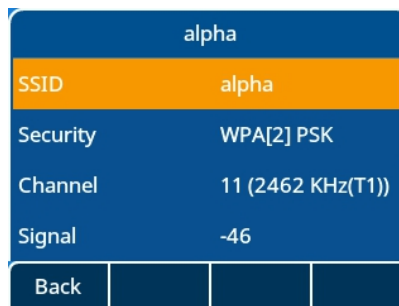 alpha
SSID alpha
Security WPA[2] PSK
Channel 11 (2462 KHz(T1))
Signal -46
Back